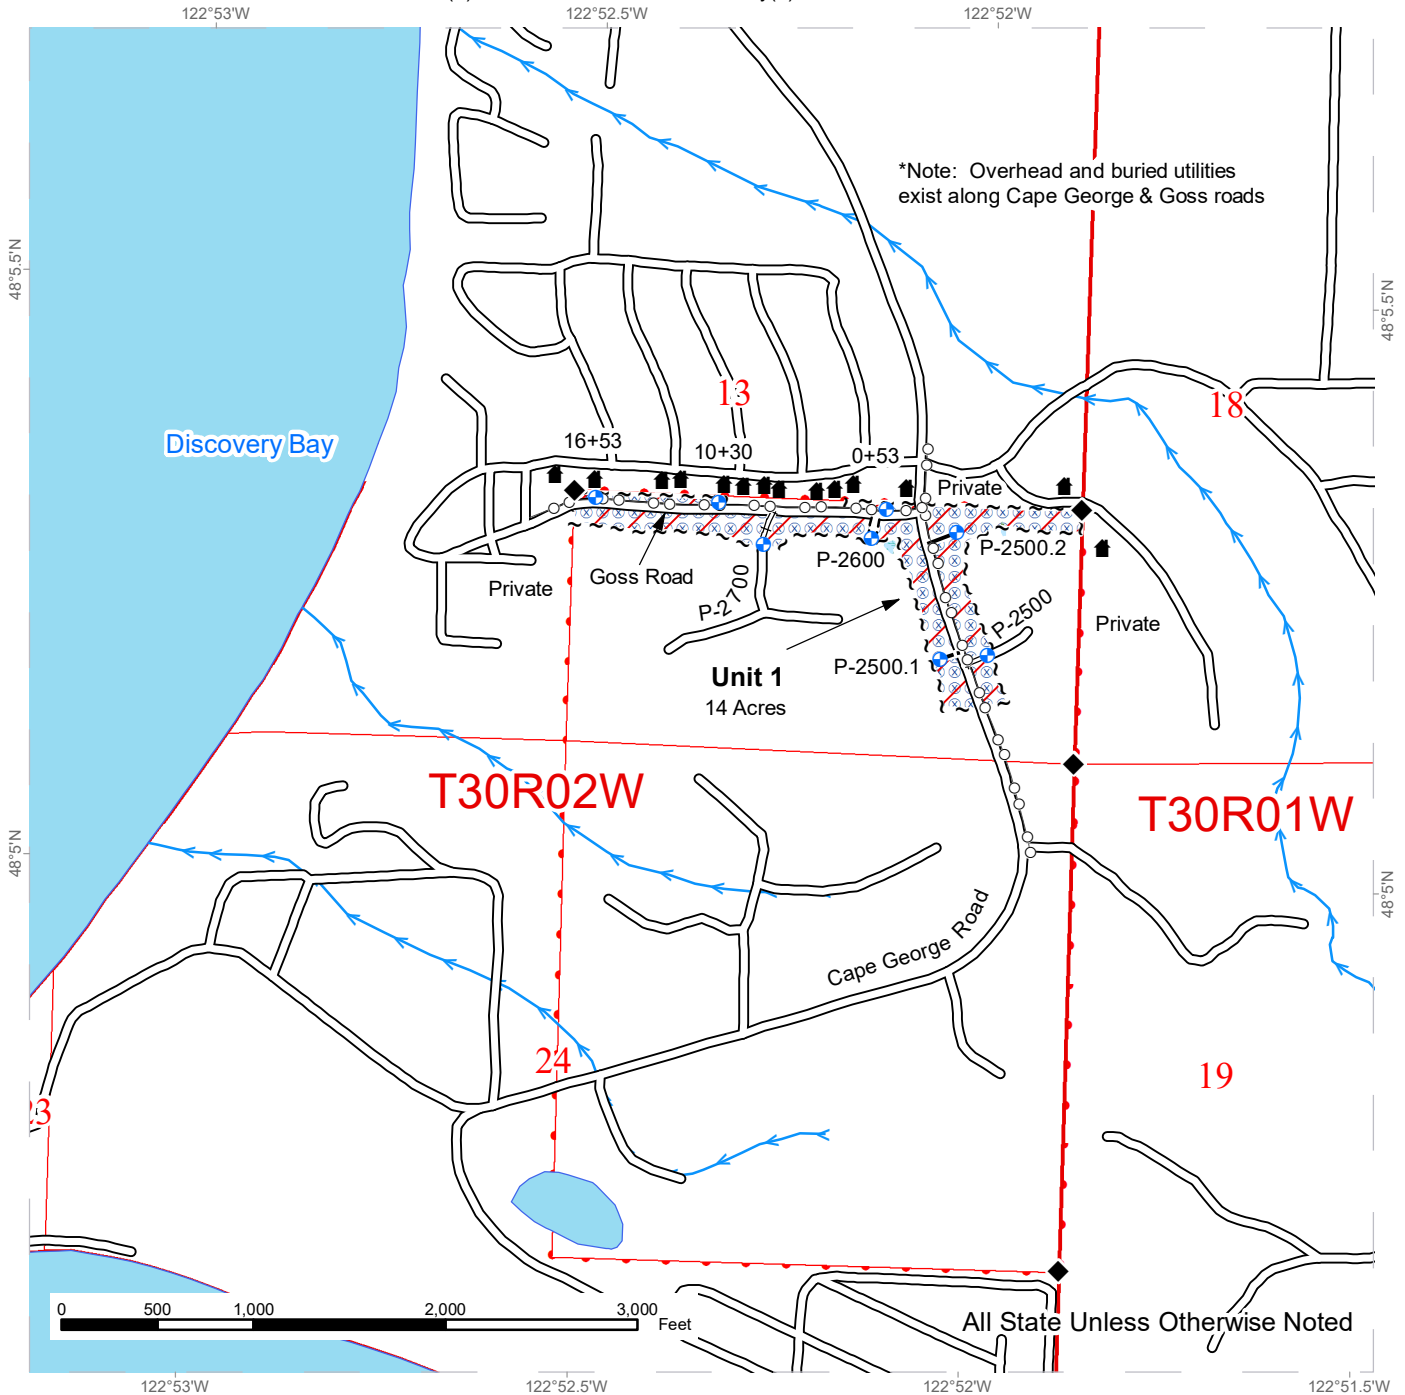 122°53'W
122°52.5'W
122°52'W
*Note: Overhead and buried utilities
exist along Cape George & Goss roads
48°5.5'N
48°5.5'N
13
18
Discovery Bay
16+53
10+30
0+53
Private
P-2600
P-2500.2
Goss Road
Private
P-2700
P-2500
Private
P-2500.1
Unit 1
14 Acres
T30R02W
T30R01W
48°5'N
48°5'N
Cape George Road
24
19
23
0
500
1,000
2,000
3,000
Feet
All State Unless Otherwise Noted
122°53'W
122°52.5'W
122°52'W
122°51.5'W